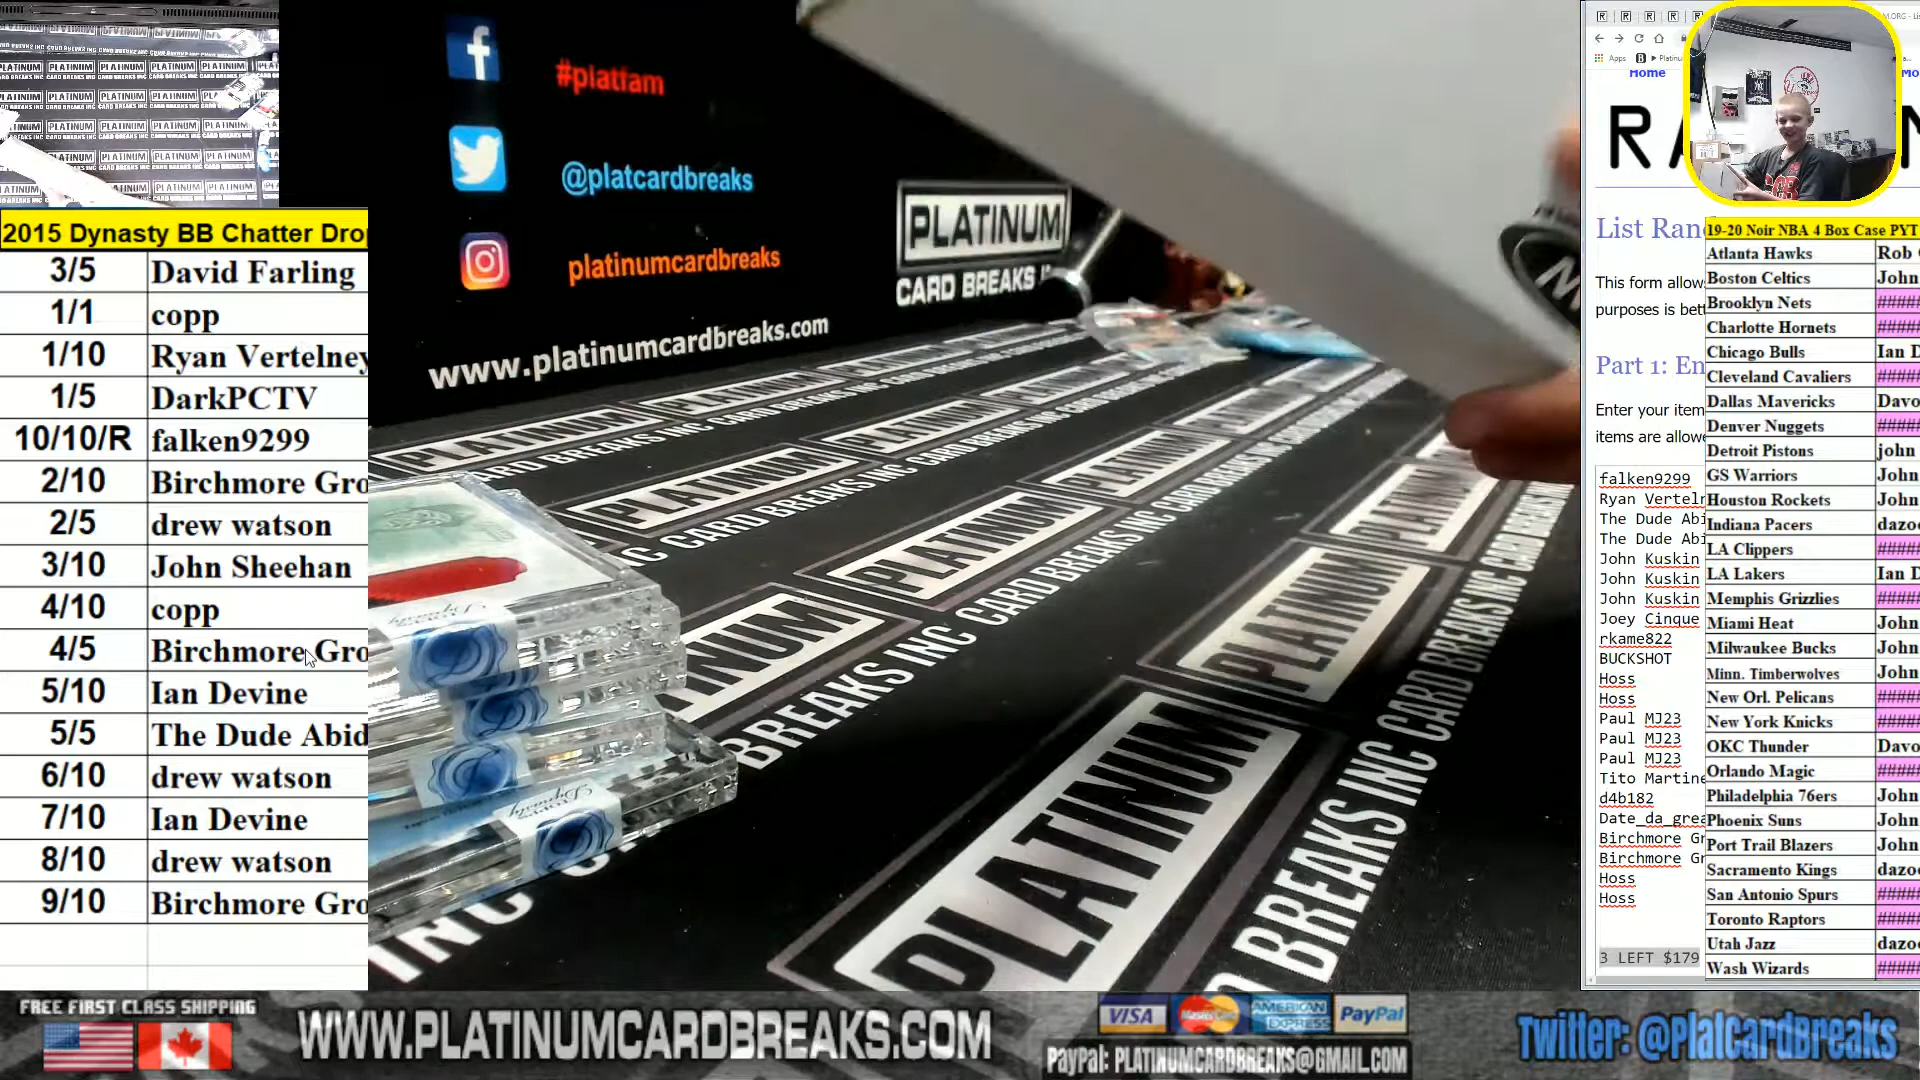 2015 Dynasty BB Chatter
3/5 David Farling
1/1 copp
1/10 Ryan Vertelney
1/5 DarkPCTV
10/10/R falken9299
2/10 Birchmore Gro
2/5 drew watson
3/10 John Sheehan
4/10 copp
4/5 Birchmore Gro
5/10 Ian Devine
5/5 The Dude Abid
6/10 drew watson
7/10 Ian Devine
8/10 drew watson
9/10 Birchmore Gro
#platfam
@platcardbreaks
platinumcardbreaks
www.platinumcardbreaks.com
PLATINUM
CARD BREAKS
PLATINUM
CARD BREAKS INC
Apps
Home
List Ran
This form allow
purposes is bet
Part 1: En
Enter your item
items are allowe
falken9299
Ryan Verteln
The Dude Abi
The Dude Abi
John Kuskin
John Kuskin
John Kuskin
Joey Cinque
rkame822
BUCKSHOT
Hoss
Hoss
Paul MJ23
Paul MJ23
Paul MJ23
Tito Martine
d4b182
Date_da_grea
Birchmore Gr
Birchmore Gr
Hoss
Hoss
3 LEFT $179
19-20 Noir NBA 4 Box Case PYT
Atlanta Hawks Rob
Boston Celtics John
Brooklyn Nets #####
Charlotte Hornets #####
Chicago Bulls Ian D
Cleveland Cavaliers #####
Dallas Mavericks Davo
Denver Nuggets #####
Detroit Pistons john
GS Warriors John
Houston Rockets John
Indiana Pacers dazo
LA Clippers #####
LA Lakers Ian D
Memphis Grizzlies #####
Miami Heat John
Milwaukee Bucks John
Minn. Timberwolves John
New Orl. Pelicans #####
New York Knicks #####
OKC Thunder Davo
Orlando Magic #####
Philadelphia 76ers John
Phoenix Suns John
Port Trail Blazers John
Sacramento Kings dazo
San Antonio Spurs #####
Toronto Raptors #####
Utah Jazz dazo
Wash Wizards #####
FREE FIRST CLASS SHIPPING
WWW.PLATINUMCARDBREAKS.COM
VISA MasterCard AMERICAN EXPRESS PayPal
PayPal: PLATINUMCARDBREAKS@GMAIL.COM
Twitter: @PlatCardBreaks